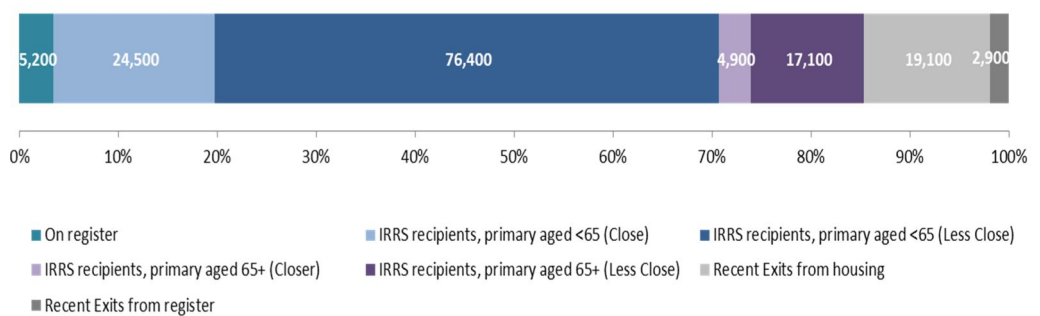 5,200 24,500 76,400 4,900 17,100 19,100 2,900
0% 10% 20% 30% 40% 50% 60% 70% 80% 90% 100%
On register IRRS recipients, primary aged <65 (Close) IRRS recipients, primary aged <65 (Less Close)
IRRS recipients, primary aged 65+ (Closer) IRRS recipients, primary aged 65+ (Less Close) Recent Exits from housing
Recent Exits from register